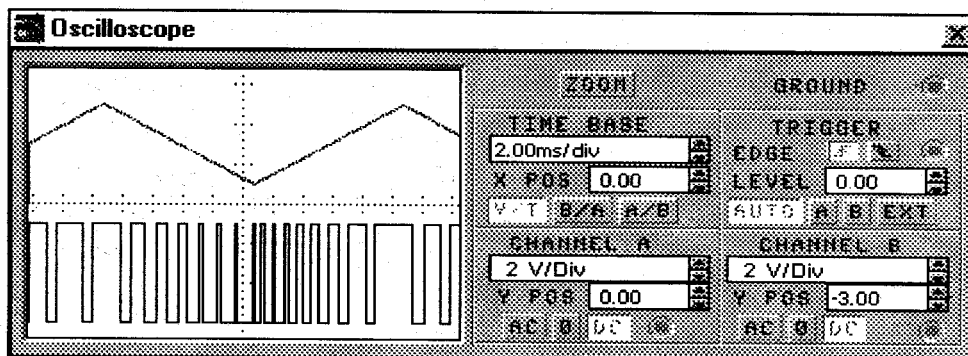 Oscilloscope
ZOOM
GROUND
TIME BASE
2.00ms/div
X POS 0.00
Y/T B/A A/B
TRIGGER
EDGE
LEVEL 0.00
AUTO A B EXT
CHANNEL A
2 V/Div
Y POS 0.00
AC 0 DC
CHANNEL B
2 V/Div
Y POS -3.00
AC 0 DC